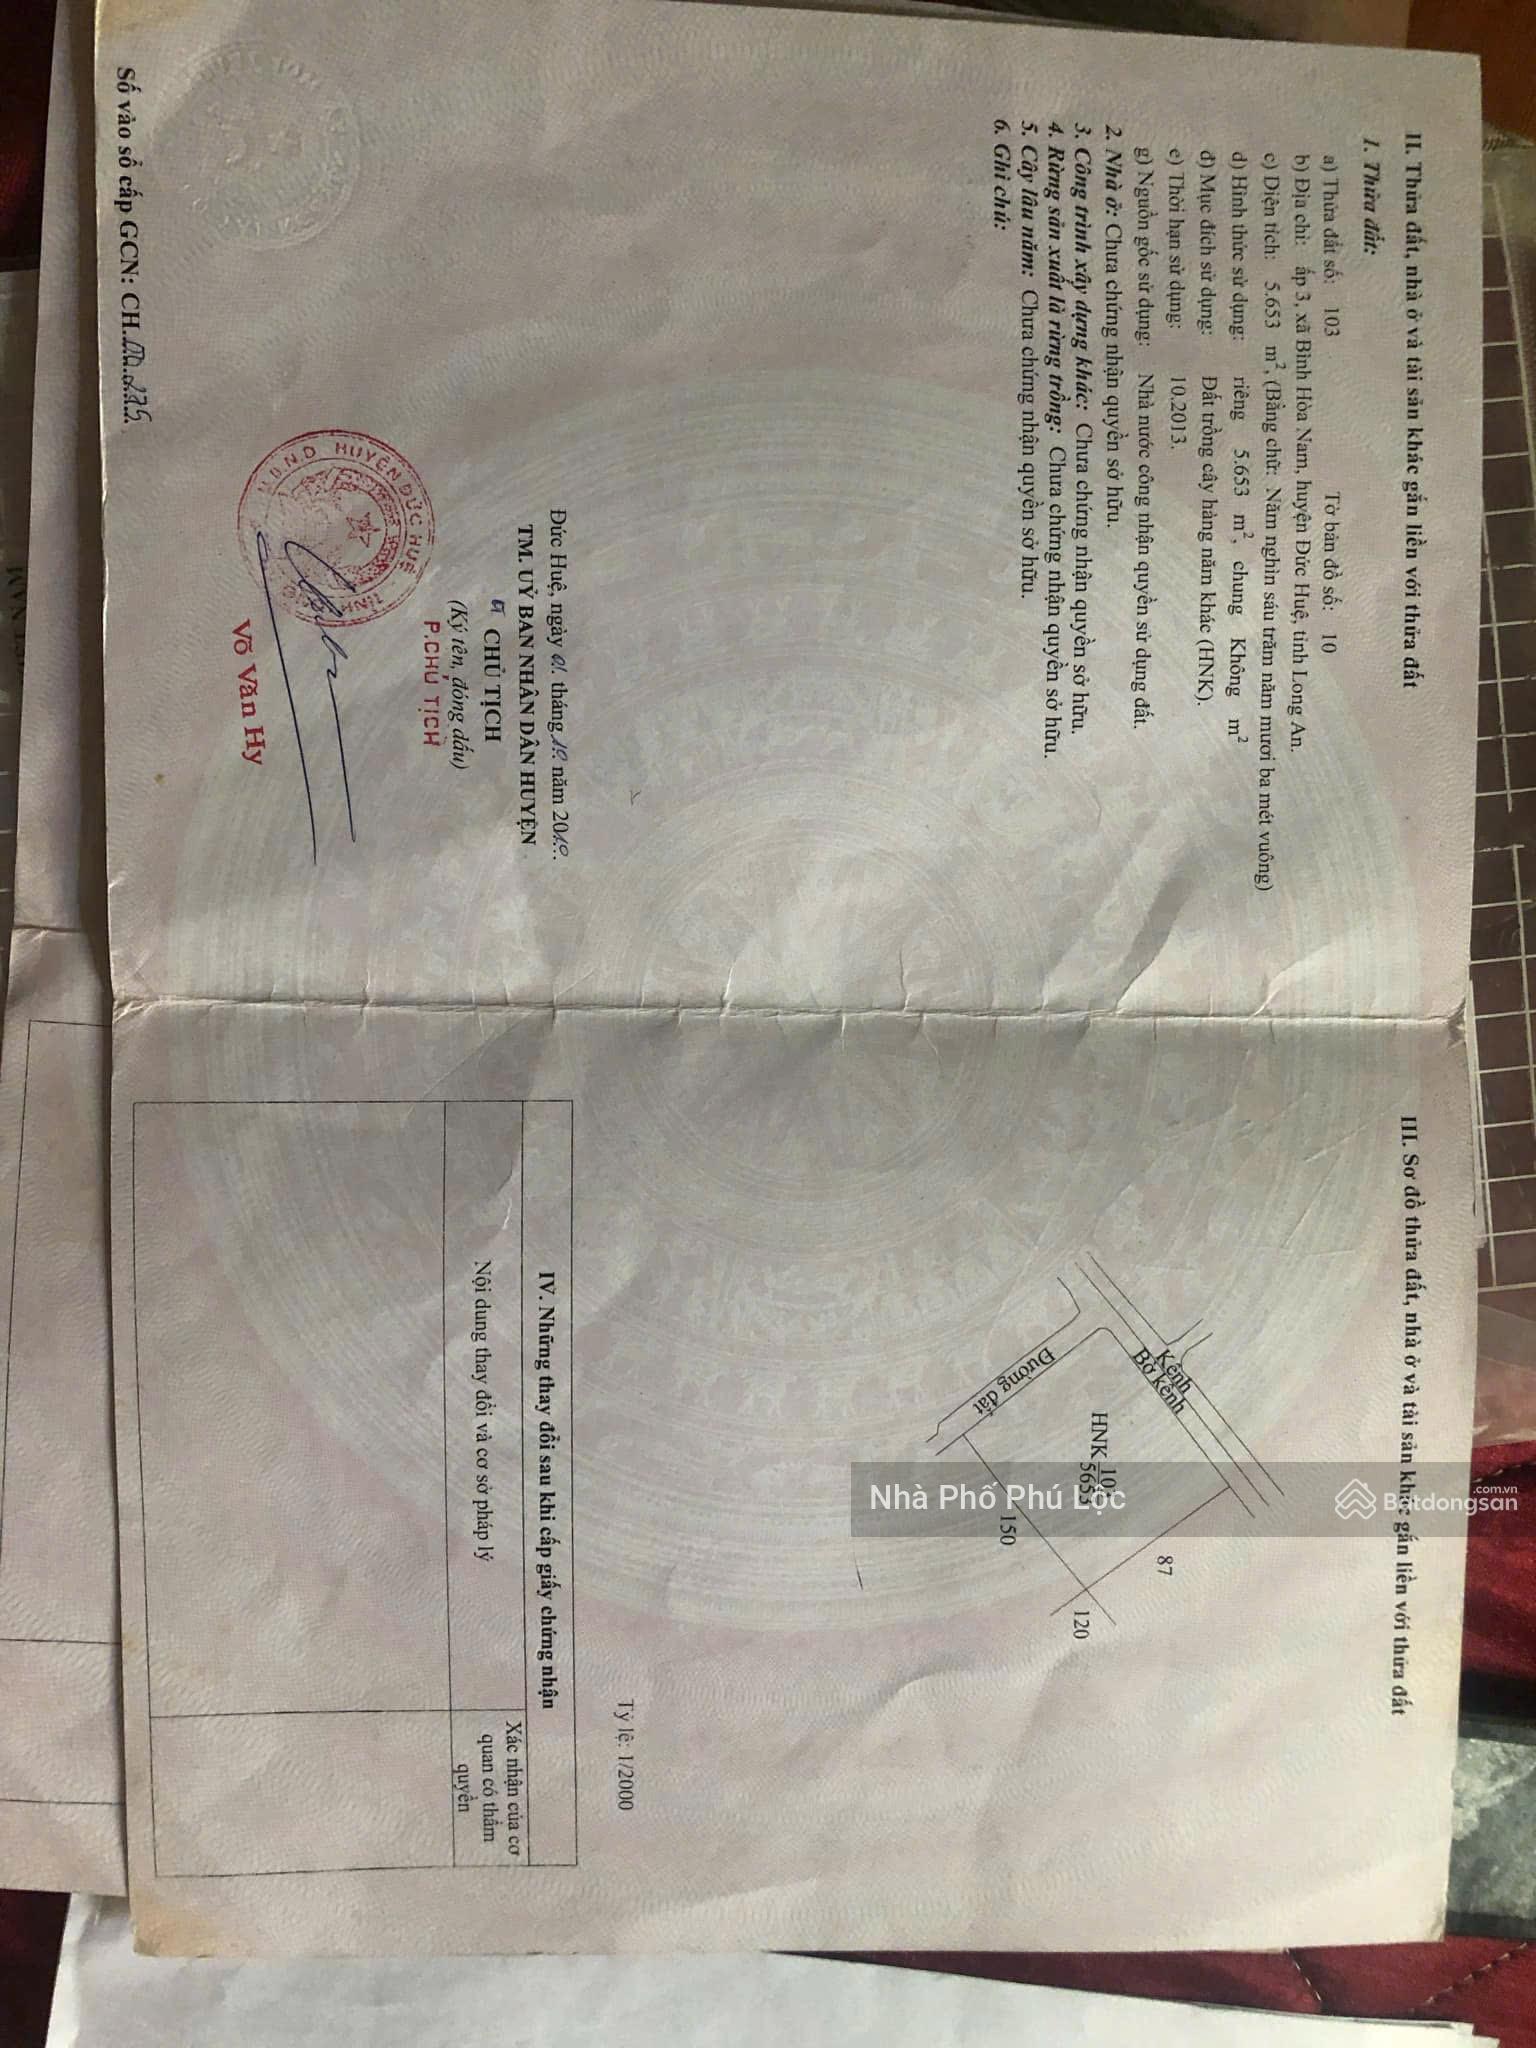 II. Thửa đất, nhà ở và tài sản khác gắn liền với thửa đất
1. Thửa đất:
a) Thửa đất số: 103 Tờ bản đồ số: 10
b) Địa chỉ: ấp 3, xã Bình Hòa Nam, huyện Đức Huệ, tỉnh Long An.
c) Diện tích: 5.653 m², (Bằng chữ: Năm nghìn sáu trăm năm mươi ba mét vuông)
d) Hình thức sử dụng: riêng 5.653 m², chung Không m²
đ) Mục đích sử dụng: Đất trồng cây hàng năm khác (HNK).
e) Thời hạn sử dụng: 10.2013.
g) Nguồn gốc sử dụng: Nhà nước công nhận quyền sử dụng đất.
2. Nhà ở: Chưa chứng nhận quyền sở hữu.
3. Công trình xây dựng khác: Chưa chứng nhận quyền sở hữu.
4. Rừng sản xuất là rừng trồng: Chưa chứng nhận quyền sở hữu.
5. Cây lâu năm: Chưa chứng nhận quyền sở hữu.
6. Ghi chú:
Đức Huệ, ngày 01 tháng 10 năm 2010
TM. UỶ BAN NHÂN DÂN HUYỆN
CHỦ TỊCH
(Ký tên, đóng dấu)
P.CHỦ TỊCH
U.B.N.D HUYỆN ĐỨC HUỆ
Võ Văn Hy
Số vào sổ cấp GCN: CH
III. Sơ đồ thửa đất, nhà ở và tài sản khác gắn liền với thửa đất
Kênh
Bờ kênh
Đường đất
HNK
5653
87
150
120
Tỷ lệ: 1/2000
IV. Những thay đổi sau khi cấp giấy chứng nhận
Nội dung thay đổi và cơ sở pháp lý
Xác nhận của cơ
quan có thẩm
quyền
Nhà Phố Phú Lộc
Batdongsan
.com.vn